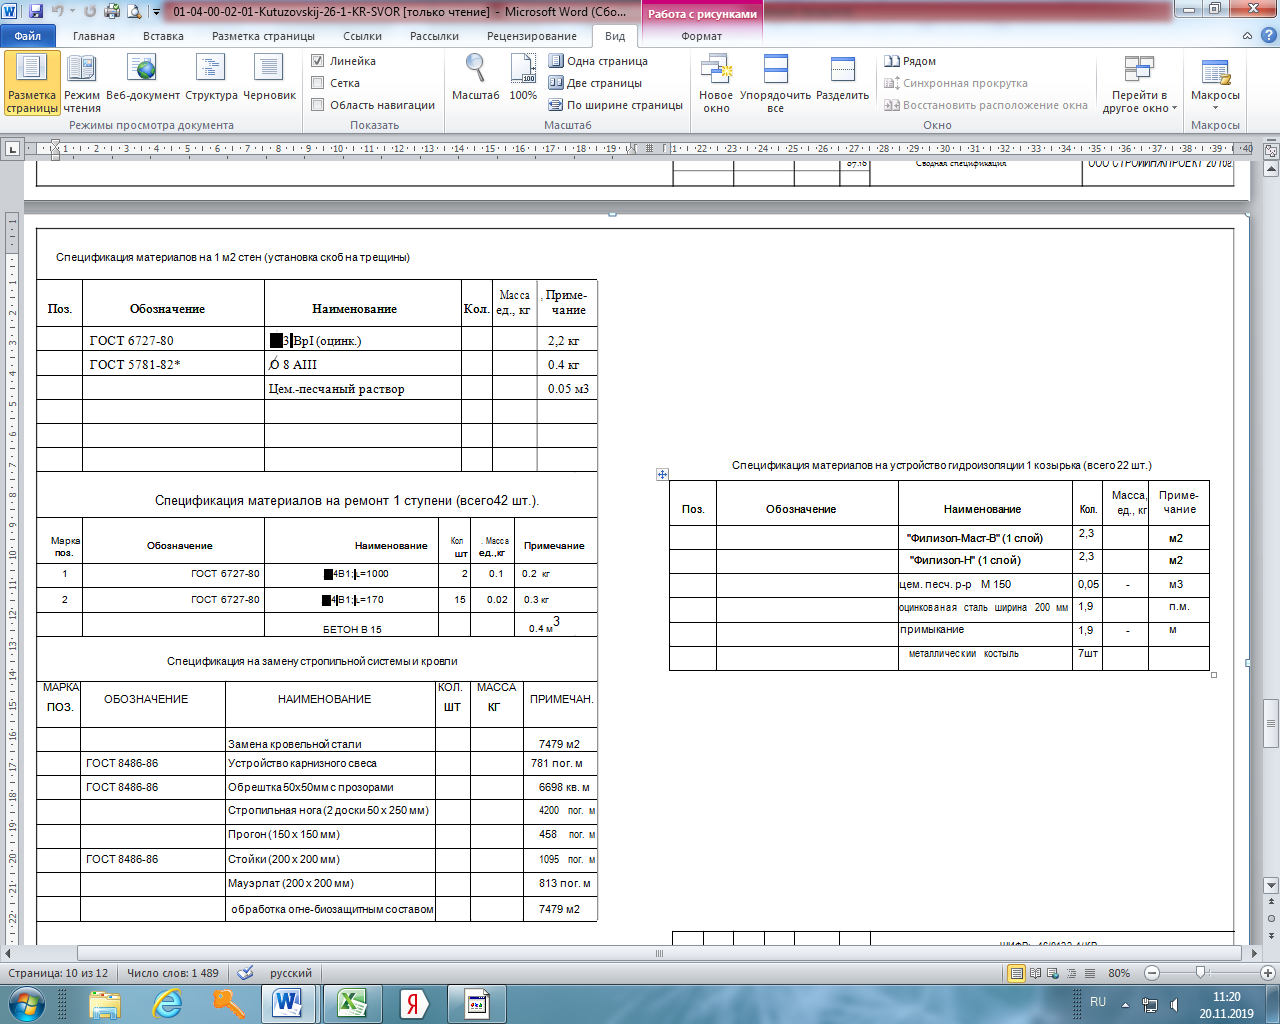 01-04-00-02-01-Kutuzovskij-26-1-KR-SVOR [только чтение] - Microsoft Word (Сбо...
Работа с рисунками
Файл Главная Вставка Разметка страницы Ссылки Рассылки Рецензирование Вид Формат
Разметка страницы
Режим чтения
Веб-документ
Структура
Черновик
Режимы просмотра документа
Линейка
Сетка
Область навигации
Показать
Масштаб
100%
Одна страница
Две страницы
По ширине страницы
Масштаб
Новое окно
Упорядочить все
Разделить
Рядом
Синхронная прокрутка
Восстановить расположение окна
Перейти в другое окно
Окно
Макросы
Макросы
07.16 Сводная спецификация ООО СТРОЙИНЖПРОЕКТ 2016г.
Спецификация материалов на 1 м2 стен (установка скоб на трещины)
Поз. Обозначение Наименование Кол. Масса ед., кг Приме-чание
ГОСТ 6727-80 3 BpI (оцинк.) 2,2 кг
ГОСТ 5781-82* Ó 8 АIII 0.4 кг
Цем.-песчаный раствор 0.05 м3
Спецификация материалов на ремонт 1 ступени (всего42 шт.).
Марка поз. Обозначение Наименование Кол шт . Масса ед.,кг Примечание
1 ГОСТ 6727-80 4В1; L=1000 2 0.1 0.2 кг
2 ГОСТ 6727-80 4 В1; L=170 15 0.02 0.3 кг
БЕТОН В 15 0.4 м3
Спецификация на замену стропильной системы и кровли
МАРКА ПОЗ. ОБОЗНАЧЕНИЕ НАИМЕНОВАНИЕ КОЛ. ШТ МАССА КГ ПРИМЕЧАН.
Замена кровельной стали 7479 м2
ГОСТ 8486-86 Устройство карнизного свеса 781 пог. м
ГОСТ 8486-86 Обрештка 50х50мм с прозорами 6698 кв. м
Стропильная нога (2 доски 50 х 250 мм) 4200 пог. м
Прогон (150 х 150 мм) 458 пог. м
ГОСТ 8486-86 Стойки (200 х 200 мм) 1095 пог. м
Мауэрлат (200 х 200 мм) 813 пог. м
обработка огне-биозащитным составом 7479 м2
Спецификация материалов на устройство гидроизоляции 1 козырька (всего 22 шт.)
Поз. Обозначение Наименование Кол. Масса, ед., кг Приме-чание
"Филизол-Маст-В" (1 слой) 2,3 м2
"Филизол-Н" (1 слой) 2,3 м2
цем. песч. р-р М 150 0,05 - м3
оцинкованая сталь ширина 200 мм 1,9 п.м.
примыкание 1,9 - м
металлический костыль 7шт
Страница: 10 из 12 Число слов: 1 489 русский 80%
RU 11:20
20.11.2019